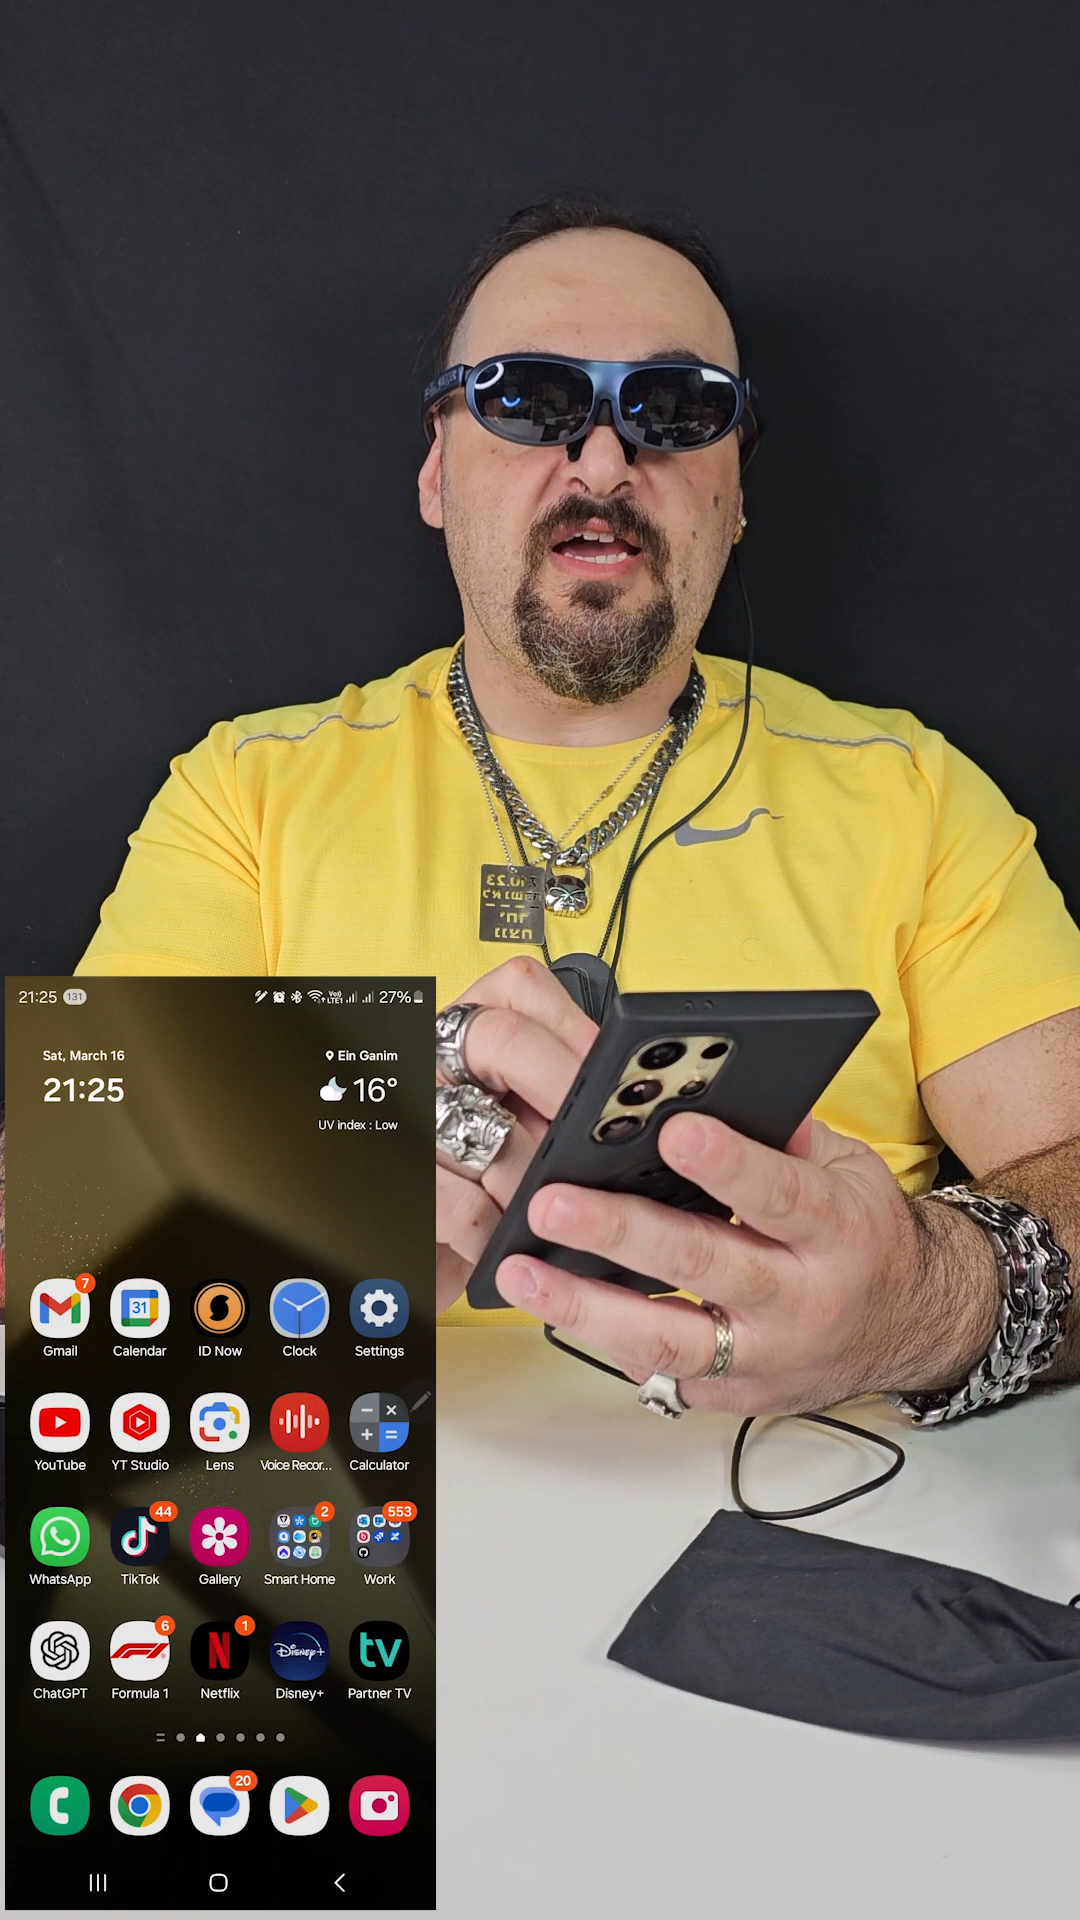 21:25 131 27%
Sat, March 16
21:25
Ein Ganim
16°
UV index : Low
7
31
Gmail Calendar ID Now Clock Settings
YouTube YT Studio Lens Voice Recor... Calculator
44 2 553
WhatsApp TikTok Gallery Smart Home Work
6 1
Disney+ tv
ChatGPT Formula 1 Netflix Disney+ Partner TV
20